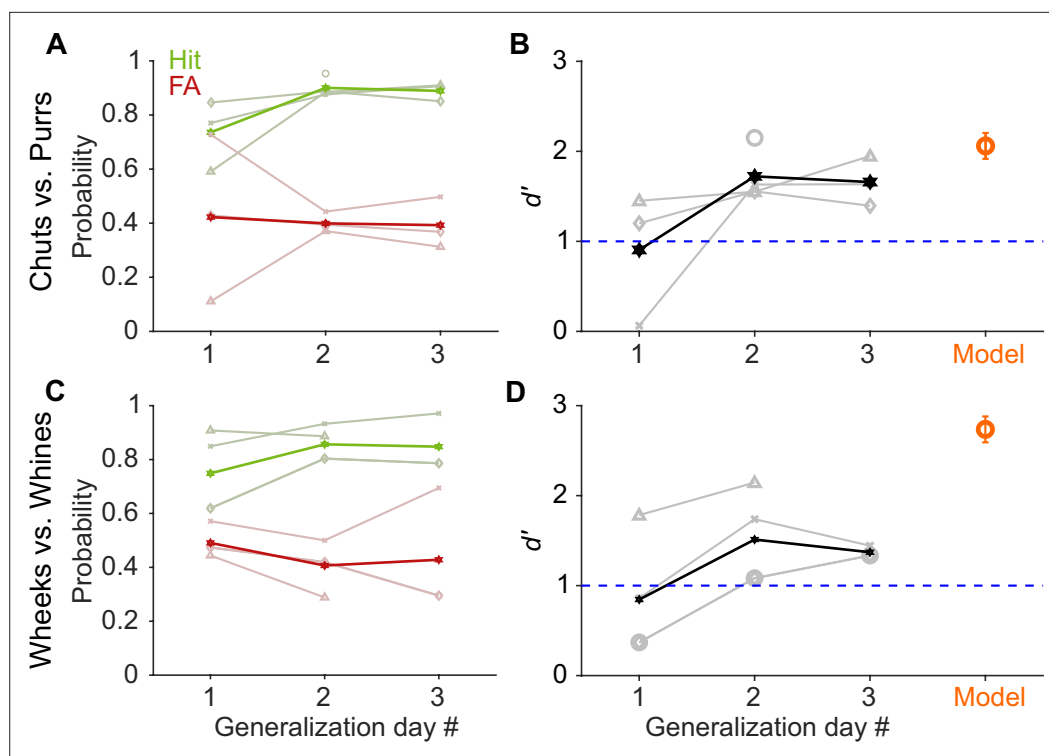 A
Hit
FA
Chuts vs. Purrs
Probability
1
0.8
0.6
0.4
0.2
0
1 2 3
B
d'
3
2
1
0
1 2 3 Model
C
Wheeks vs. Whines
Probability
1
0.8
0.6
0.4
0.2
0
1 2 3
Generalization day #
D
d'
3
2
1
0
1 2 3 Model
Generalization day #